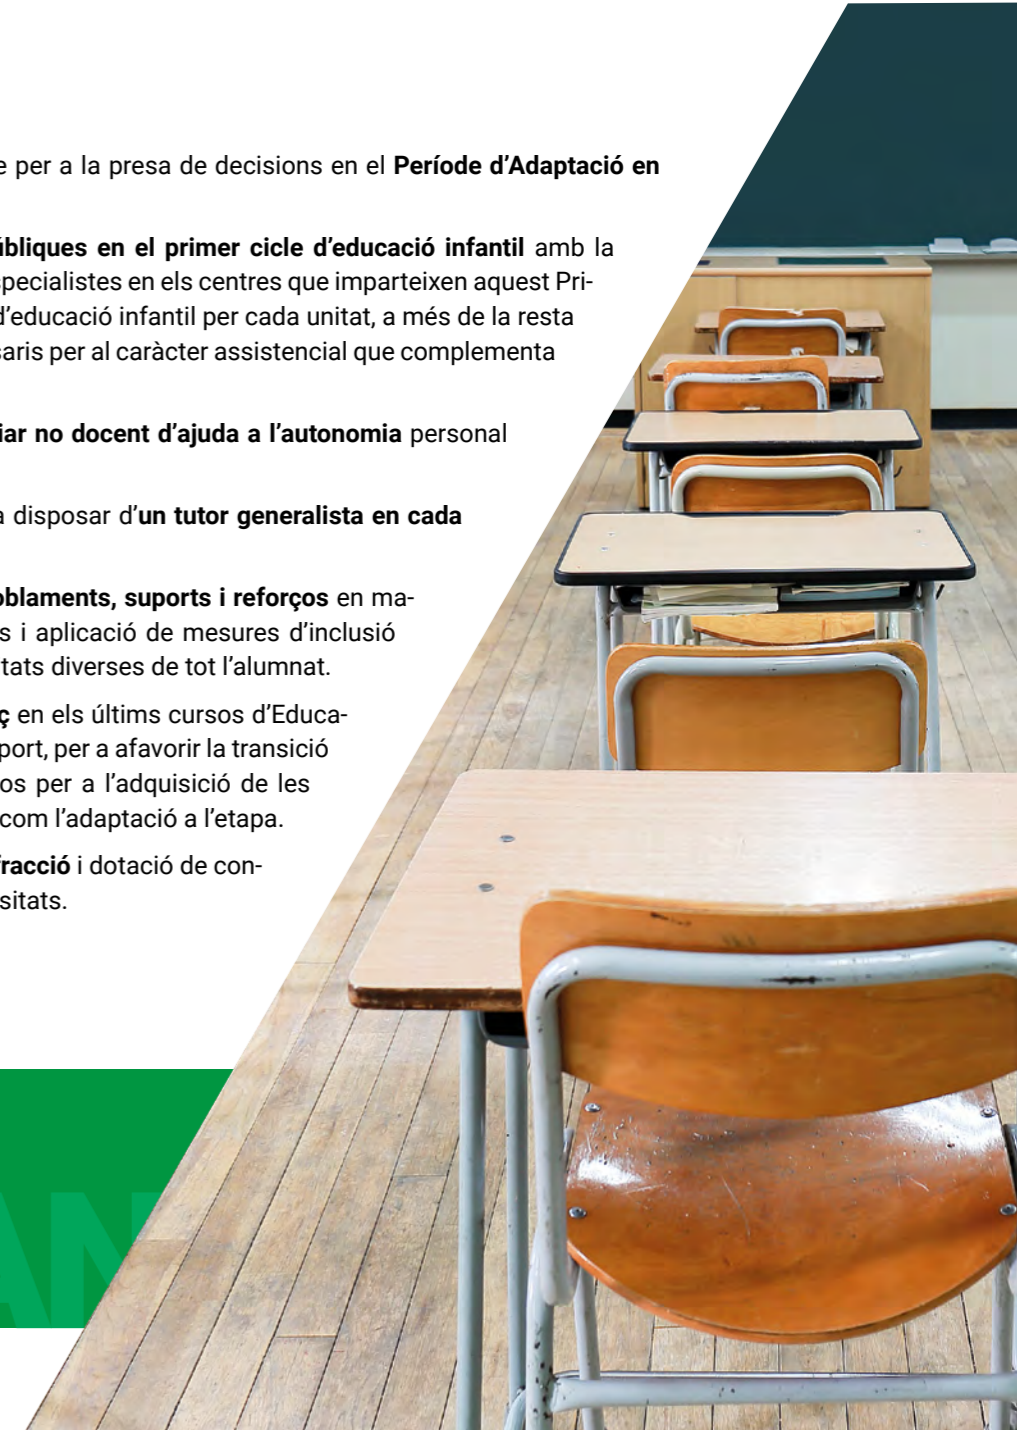 e per a la presa de decisions en el Període d’Adaptació en
úbliques en el primer cicle d’educació infantil amb la
specialistes en els centres que imparteixen aquest Pri-
d’educació infantil per cada unitat, a més de la resta
saris per al caràcter assistencial que complementa
iar no docent d’ajuda a l’autonomia personal
a disposar d’un tutor generalista en cada
oblaments, suports i reforços en ma-
s i aplicació de mesures d’inclusió
tats diverses de tot l’alumnat.
ç en els últims cursos d’Educa-
port, per a afavorir la transició
os per a l’adquisició de les
com l’adaptació a l’etapa.
fracció i dotació de con-
sitats.
AN